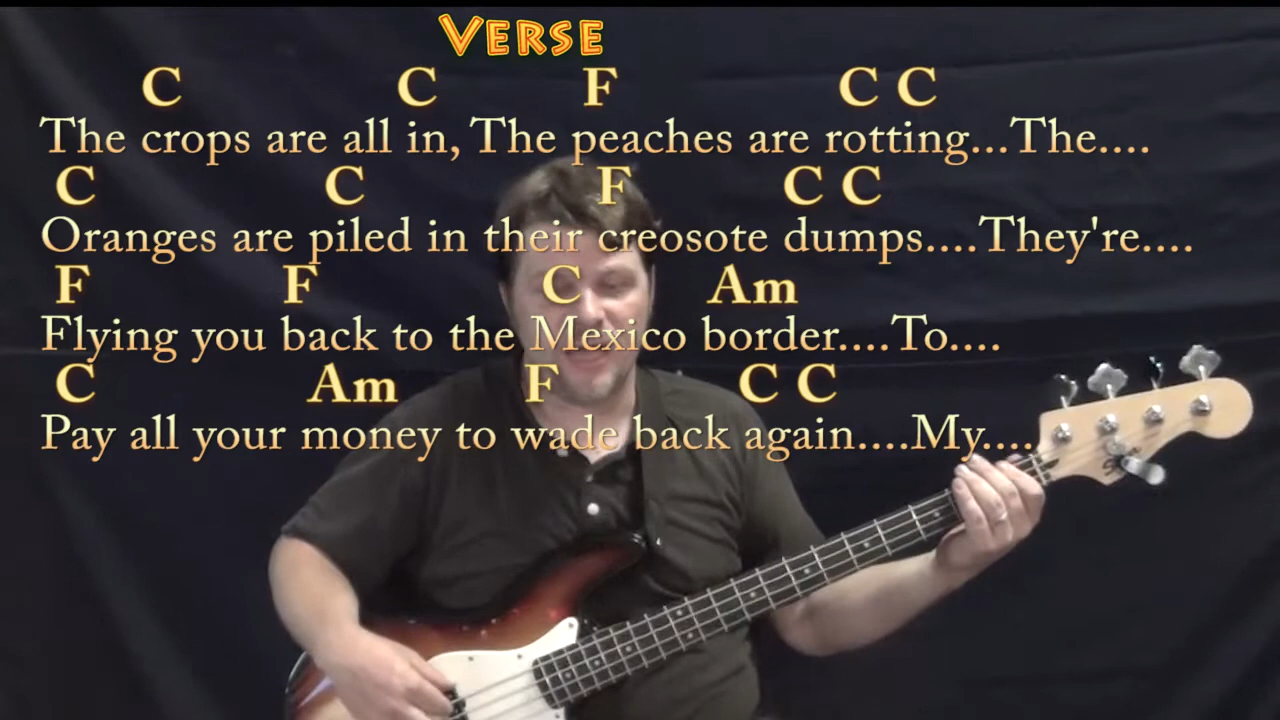 VERSE
C C F C C
The crops are all in, The peaches are rotting...The....
C C F C C
Oranges are piled in their creosote dumps....They're....
F F C Am
Flying you back to the Mexico border....To....
C Am F C C
Pay all your money to wade back again....My....